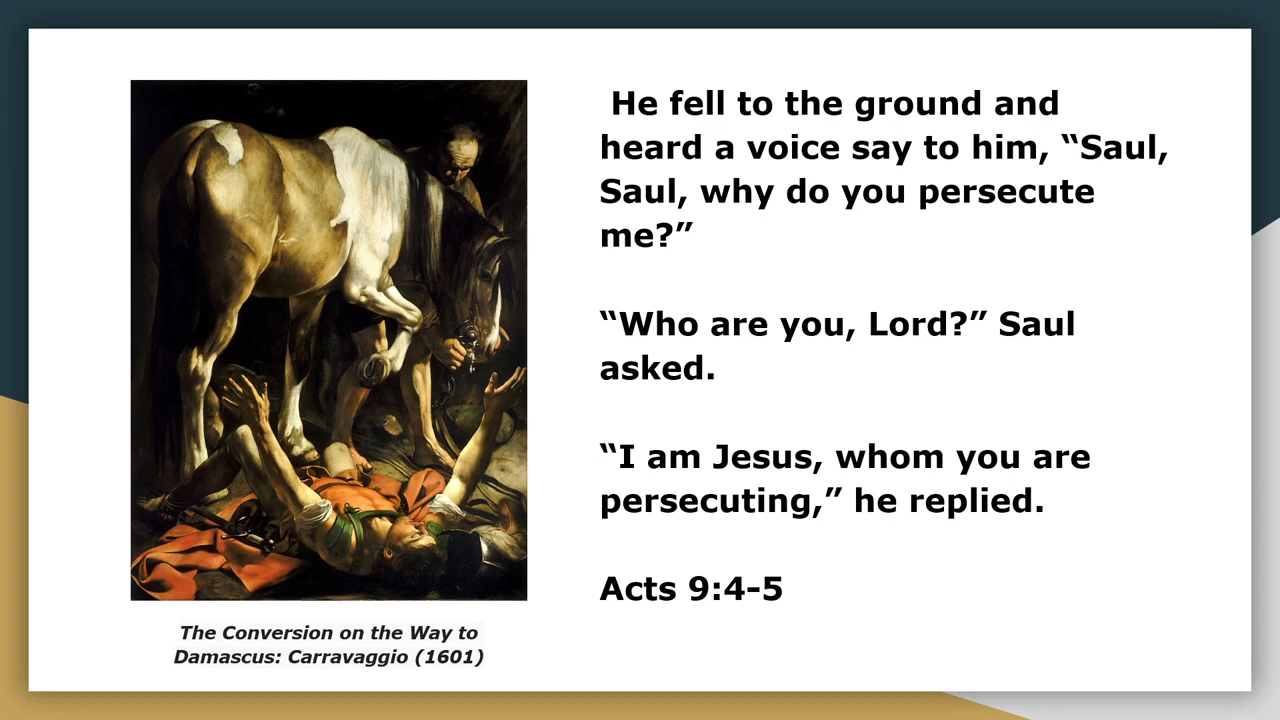 He fell to the ground and
heard a voice say to him, “Saul,
Saul, why do you persecute
me?”
“Who are you, Lord?” Saul
asked.
“I am Jesus, whom you are
persecuting,” he replied.
Acts 9:4-5
The Conversion on the Way to
Damascus: Carravaggio (1601)